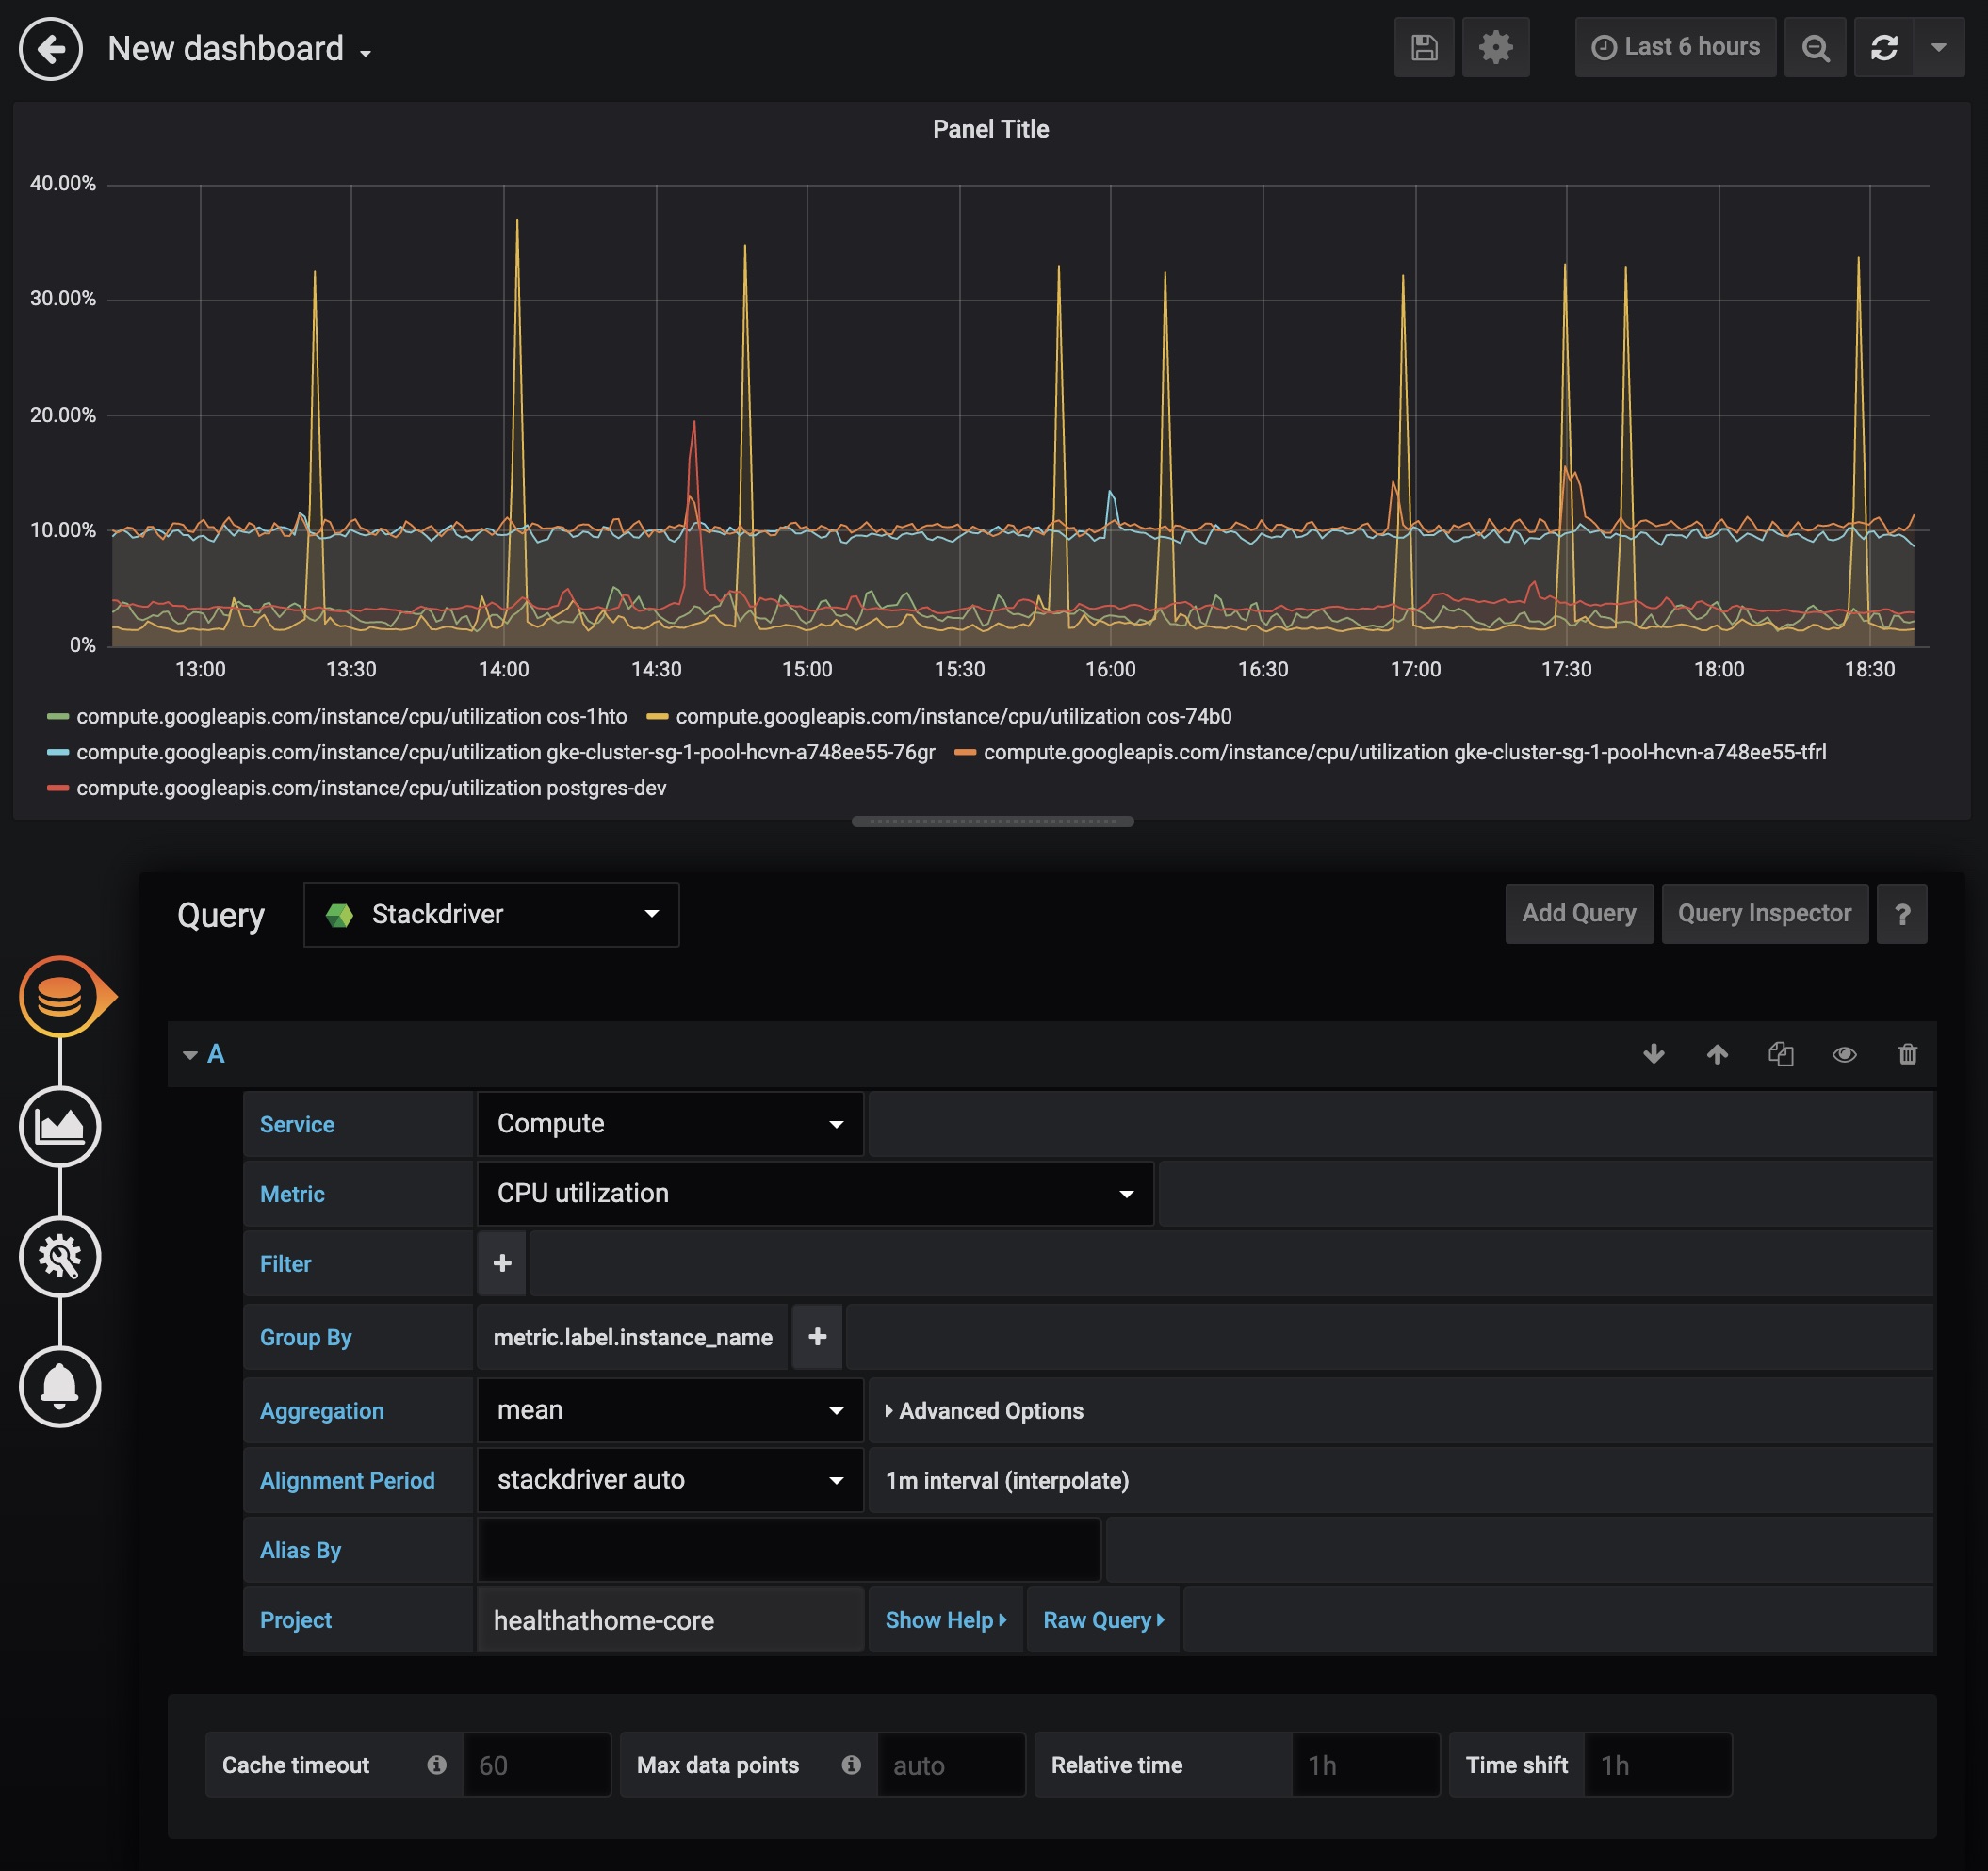 New dashboard
Last 6 hours
Panel Title
40.00%
30.00%
20.00%
10.00%
0%
13:00 13:30 14:00 14:30 15:00 15:30 16:00 16:30 17:00 17:30 18:00 18:30
compute.googleapis.com/instance/cpu/utilization cos-1hto compute.googleapis.com/instance/cpu/utilization cos-74b0
compute.googleapis.com/instance/cpu/utilization gke-cluster-sg-1-pool-hcvn-a748ee55-76gr compute.googleapis.com/instance/cpu/utilization gke-cluster-sg-1-pool-hcvn-a748ee55-tfrl
compute.googleapis.com/instance/cpu/utilization postgres-dev
Query Stackdriver Add Query Query Inspector ?
A
Service Compute
Metric CPU utilization
Filter +
Group By metric.label.instance_name +
Aggregation mean Advanced Options
Alignment Period stackdriver auto 1m interval (interpolate)
Alias By
Project healthathome-core Show Help Raw Query
Cache timeout 60 Max data points auto Relative time 1h Time shift 1h